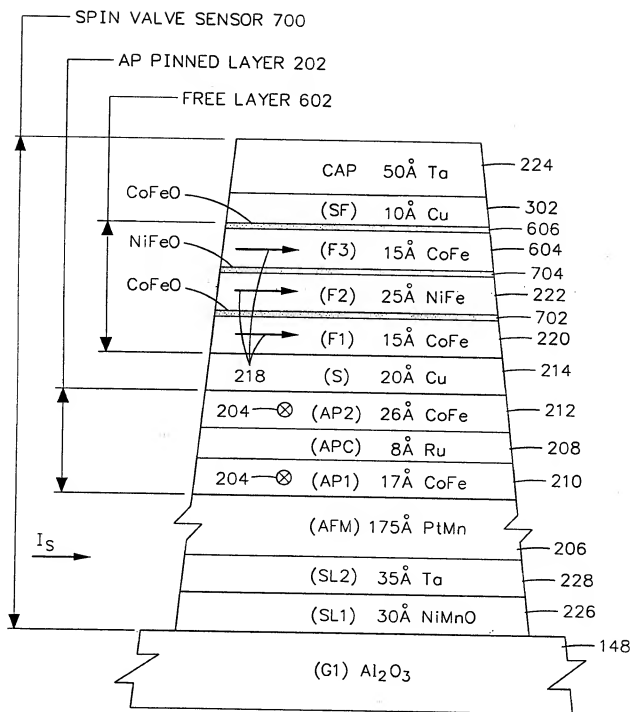 SPIN VALVE SENSOR 700
AP PINNED LAYER 202
FREE LAYER 602
CAP 50Å Ta 224
CoFeO (SF) 10Å Cu 302
606
NiFeO (F3) 15Å CoFe 604
704
CoFeO (F2) 25Å NiFe 222
702
(F1) 15Å CoFe 220
218 (S) 20Å Cu 214
204 (AP2) 26Å CoFe 212
(APC) 8Å Ru 208
204 (AP1) 17Å CoFe 210
(AFM) 175Å PtMn 206
IS
(SL2) 35Å Ta 228
(SL1) 30Å NiMnO 226
148
(G1) Al2O3